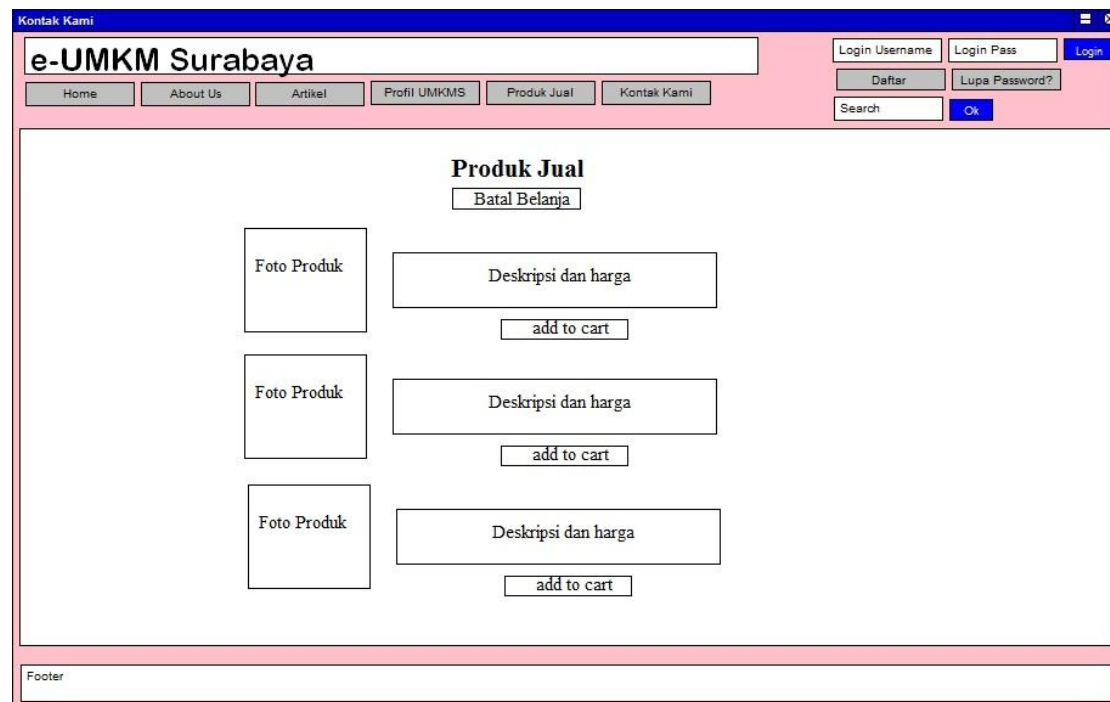 Kontak Kami
e-UMKM Surabaya
Login Username
Login Pass
Login
Home
About Us
Artikel
Profil UMKMS
Produk Jual
Kontak Kami
Daftar
Lupa Password?
Search
Ok
Produk Jual
Batal Belanja
Foto Produk
Deskripsi dan harga
add to cart
Foto Produk
Deskripsi dan harga
add to cart
Foto Produk
Deskripsi dan harga
add to cart
Footer